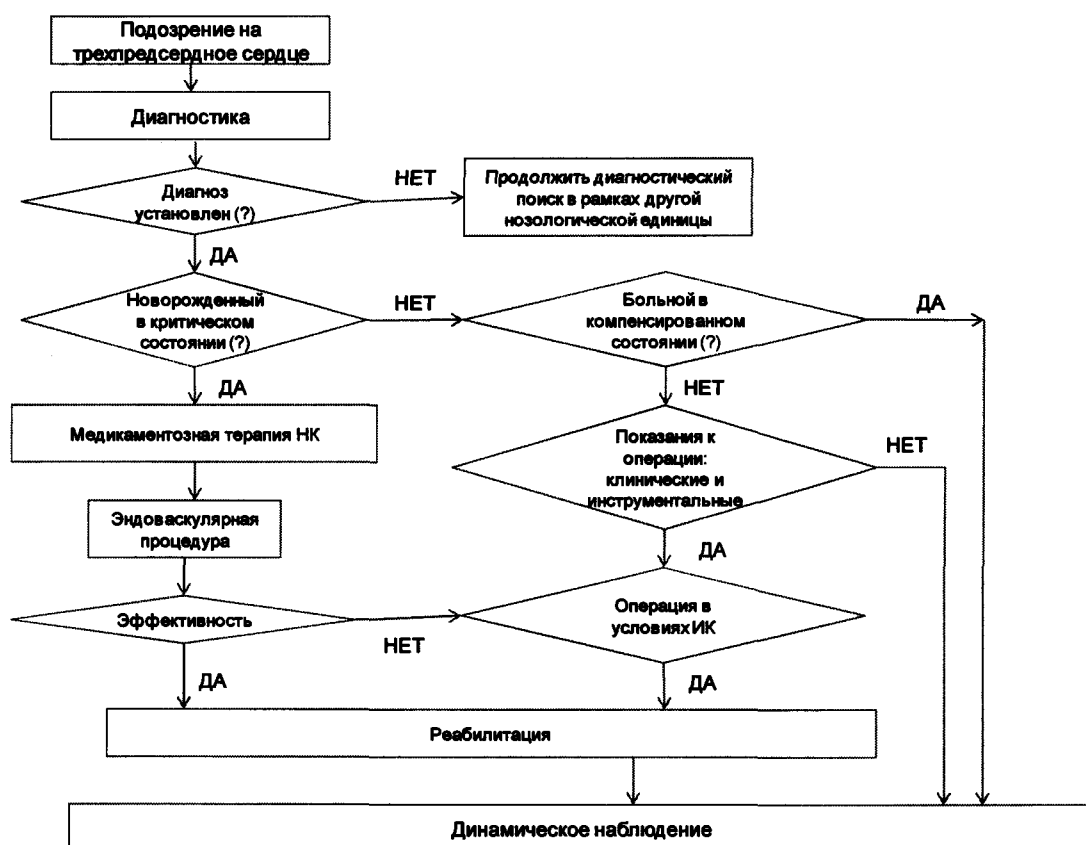 Подозрение на
трехпредсердное сердце
Диагностика
Диагноз
установлен (?)
НЕТ
Продолжить диагностический
поиск в рамках другой
нозологической единицы
ДА
Новорожденный
в критическом
состоянии (?)
НЕТ
Больной в
компенсированном
состоянии (?)
ДА
ДА
НЕТ
Медикаментозная терапия НК
Показания к
операции:
клинические и
инструментальные
НЕТ
Эндоваскулярная
процедура
ДА
Эффективность
НЕТ
Операция в
условиях ИК
ДА
ДА
Реабилитация
Динамическое наблюдение